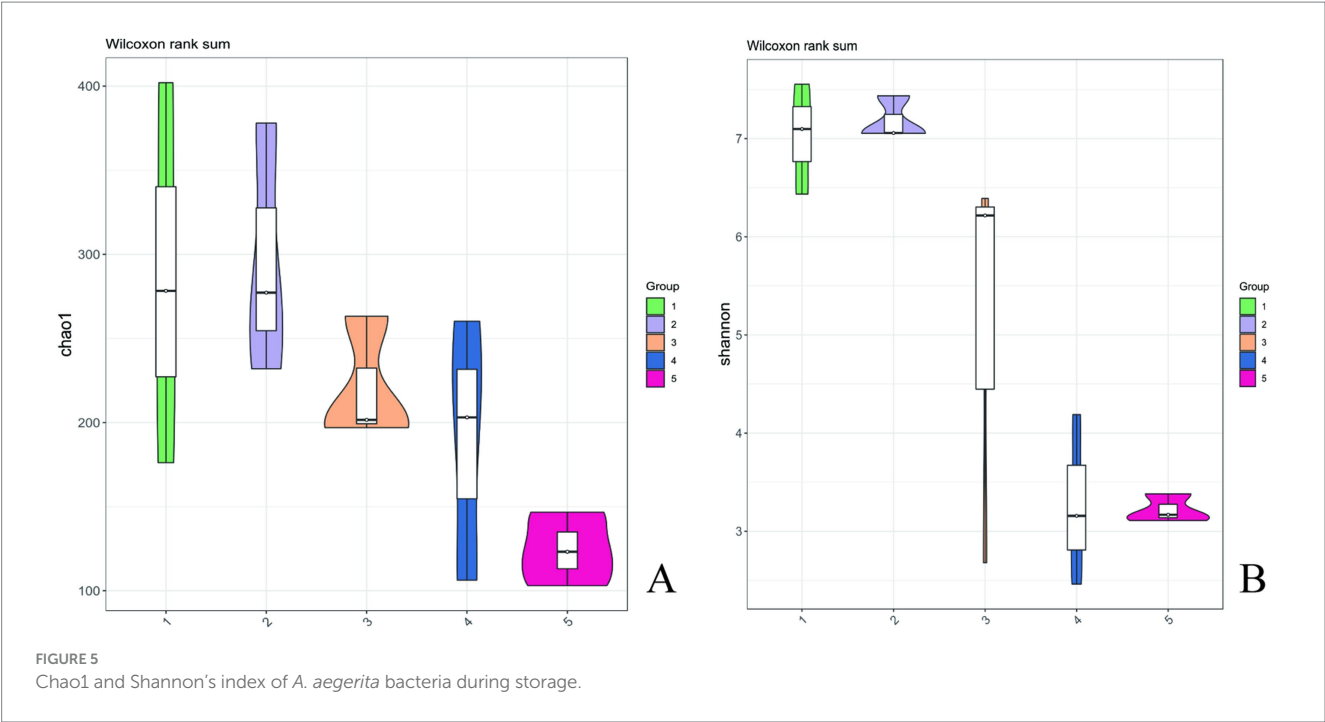 Wilcoxon rank sum
400
300
200
100
chao1
1
2
3
4
5
Group
1
2
3
4
5
A
Wilcoxon rank sum
7
6
5
4
3
shannon
1
2
3
4
5
Group
1
2
3
4
5
B
FIGURE 5
Chao1 and Shannon's index of A. aegerita bacteria during storage.